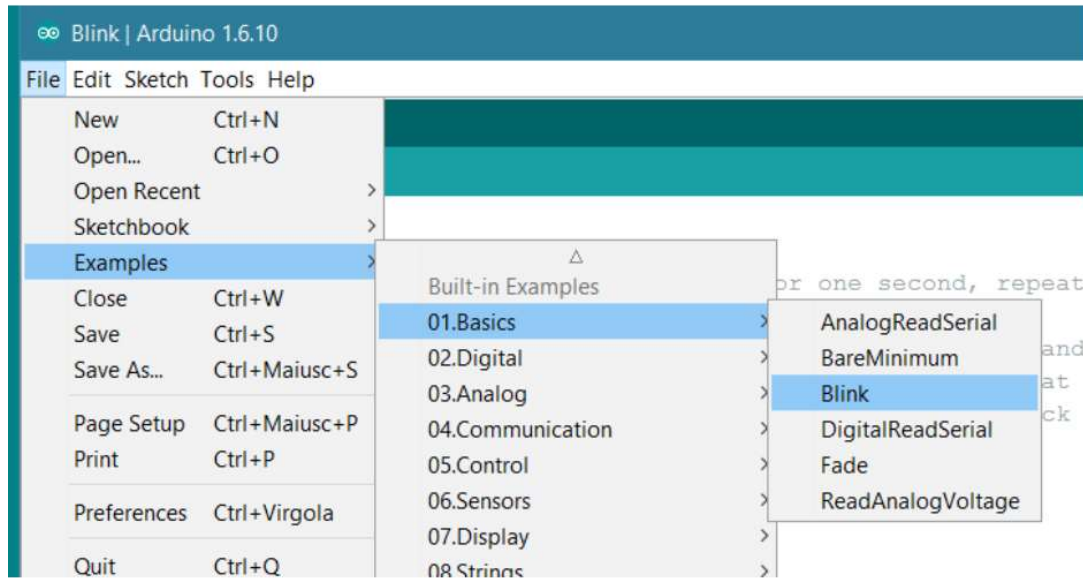 Blink | Arduino 1.6.10
File Edit Sketch Tools Help
New Ctrl+N
Open... Ctrl+O
Open Recent
Sketchbook
Examples
Close Ctrl+W
Save Ctrl+S
Save As... Ctrl+Maiusc+S
Page Setup Ctrl+Maiusc+P
Print Ctrl+P
Preferences Ctrl+Virgola
Quit Ctrl+Q
Built-in Examples
01.Basics
02.Digital
03.Analog
04.Communication
05.Control
06.Sensors
07.Display
08.Strings
AnalogReadSerial
BareMinimum
Blink
DigitalReadSerial
Fade
ReadAnalogVoltage
or one second, repeat
and
at
ck